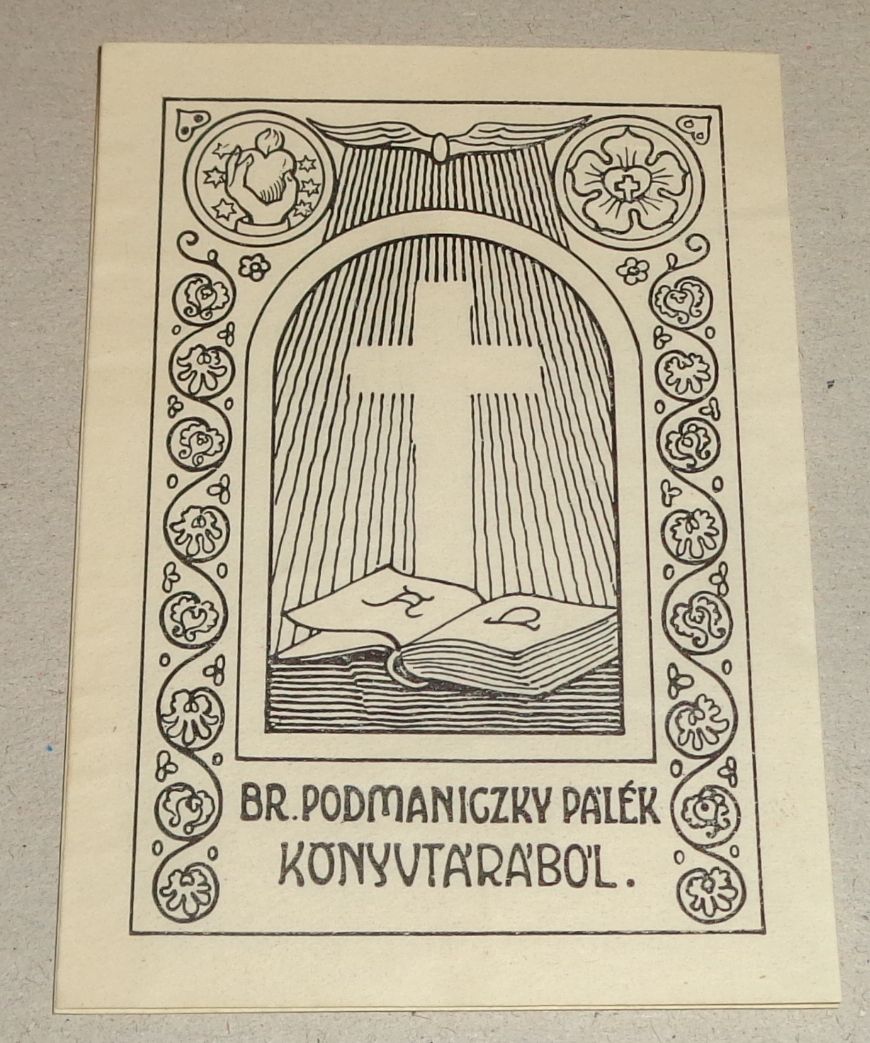 A Ω
BR. PODMANICZKY PÁLÉK
KÖNYVTÁRÁBÓL.